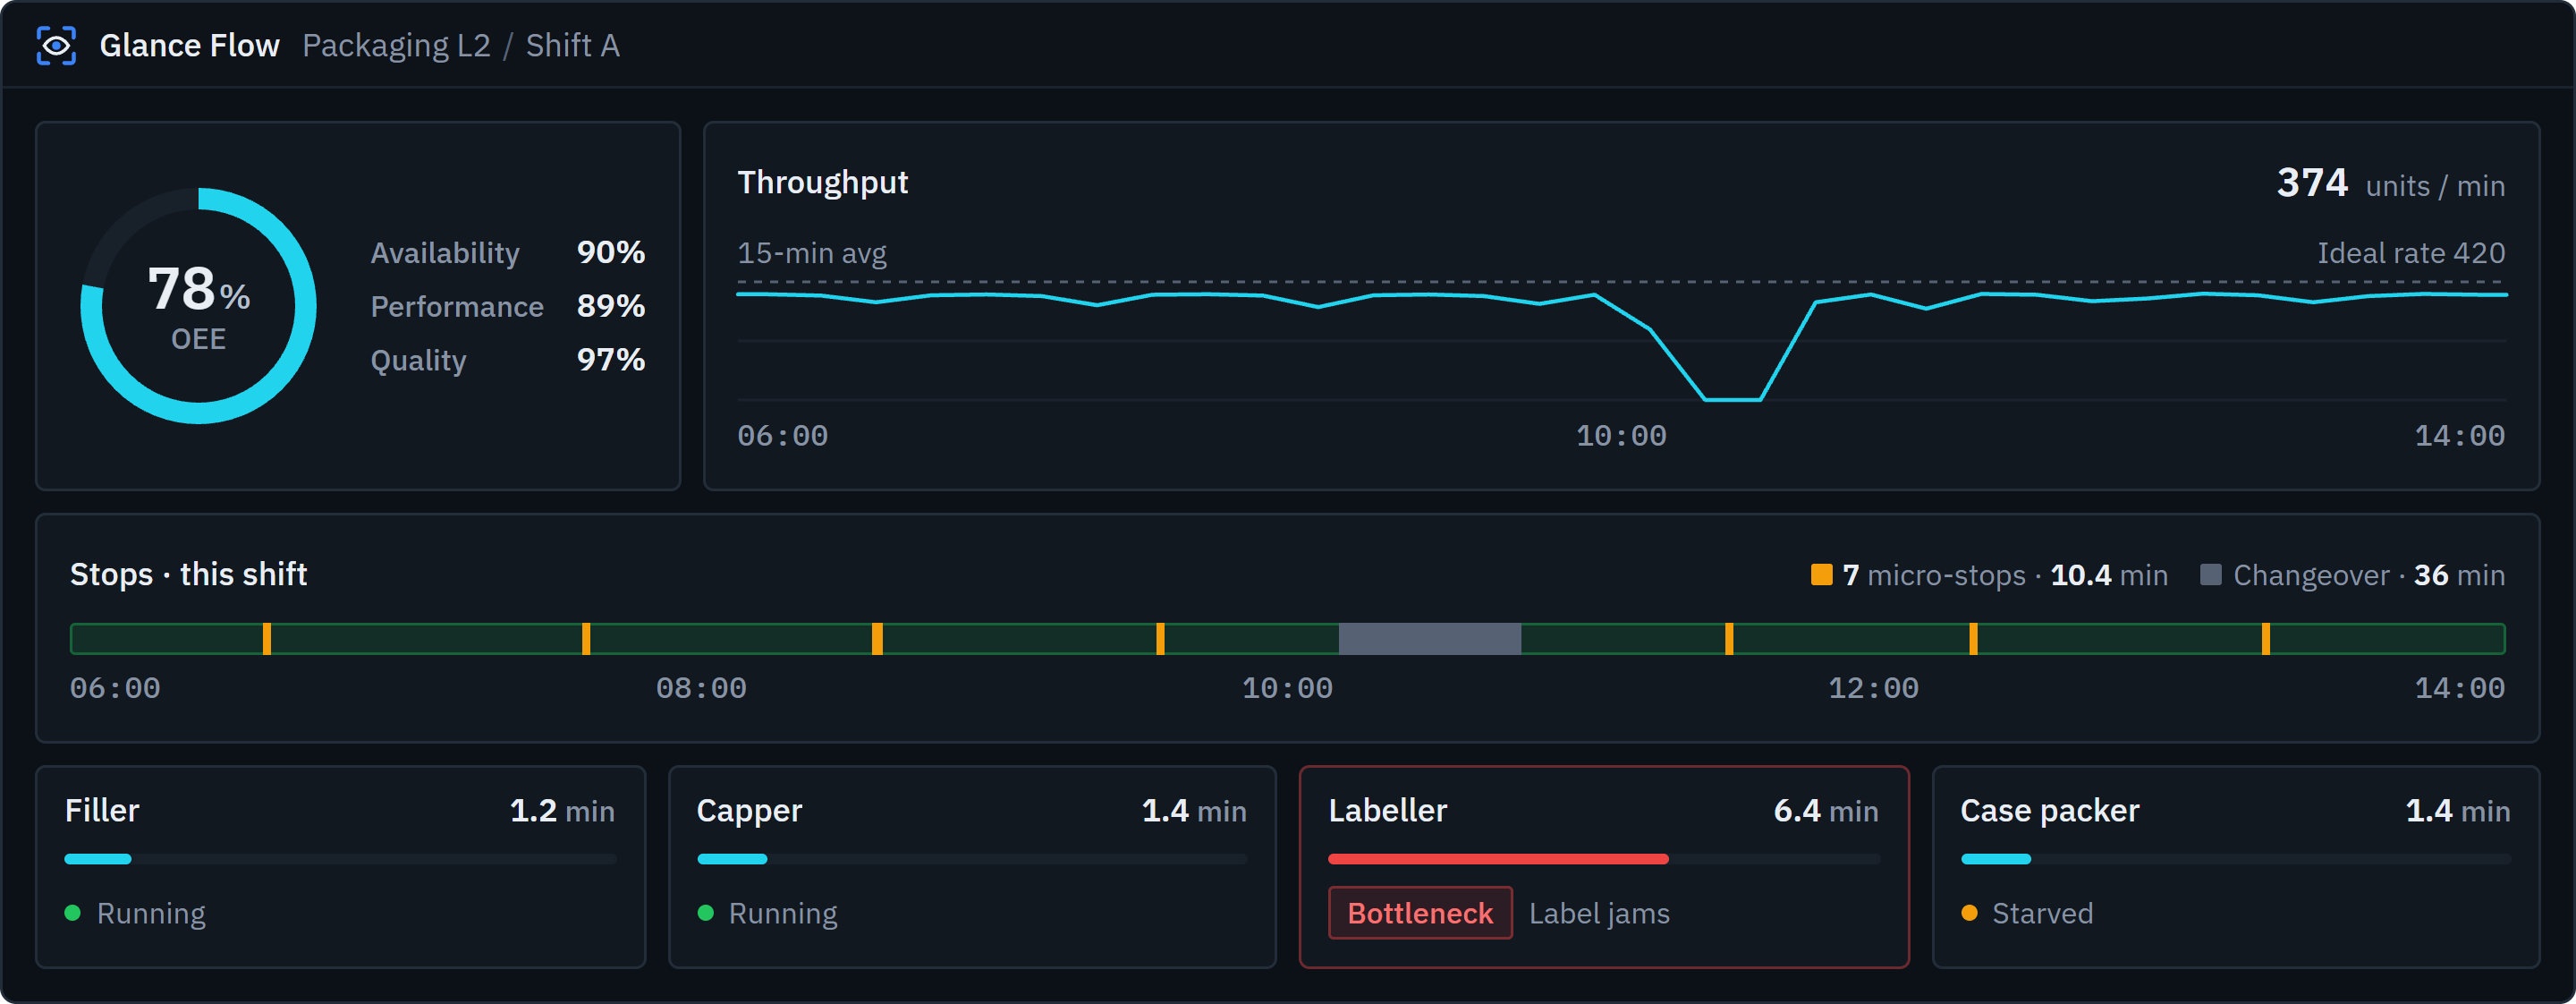 Glance Flow Packaging L2 / Shift A
78%
OEE
Availability 90%
Performance 89%
Quality 97%
Throughput 374 units / min
15-min avg Ideal rate 420
06:00 10:00 14:00
Stops · this shift 7 micro-stops · 10.4 min Changeover · 36 min
06:00 08:00 10:00 12:00 14:00
Filler 1.2 min
Running
Capper 1.4 min
Running
Labeller 6.4 min
Bottleneck Label jams
Case packer 1.4 min
Starved